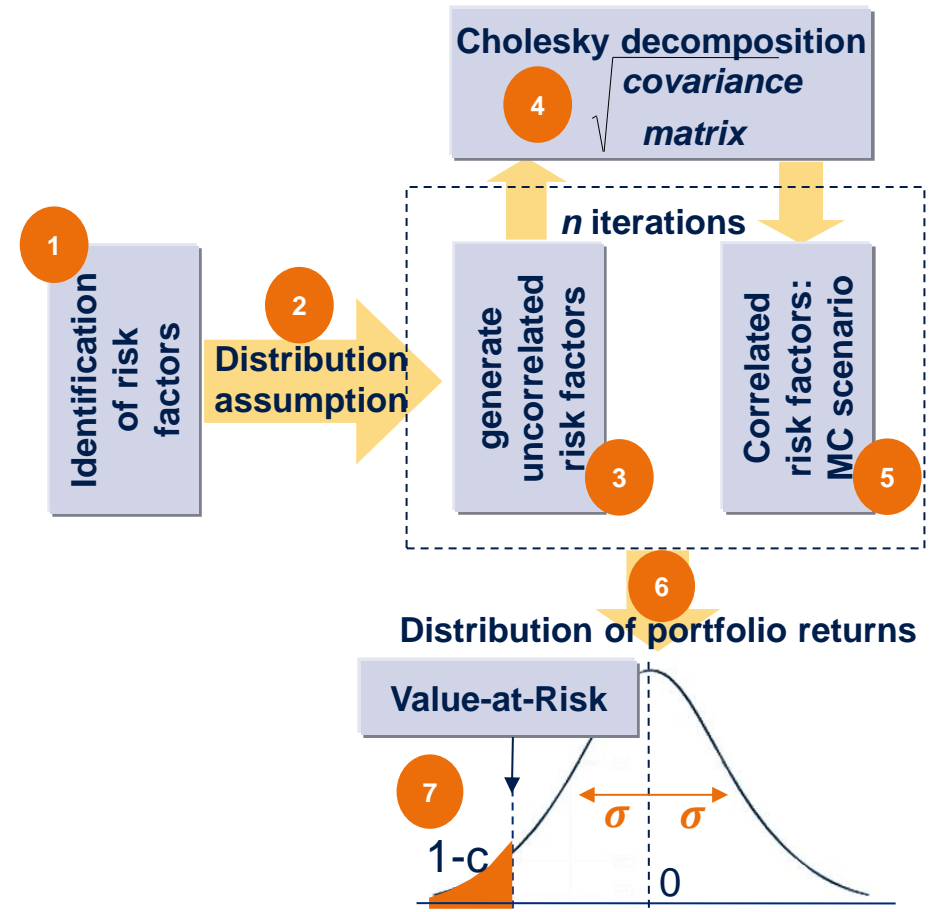 Cholesky decomposition
4
√covariance
matrix
1
Identification
of risk
factors
2
Distribution
assumption
n iterations
generate
uncorrelated
risk factors
3
Correlated
risk factors:
MC scenario
5
6
Distribution of portfolio returns
Value-at-Risk
7
σ σ
1-c
0